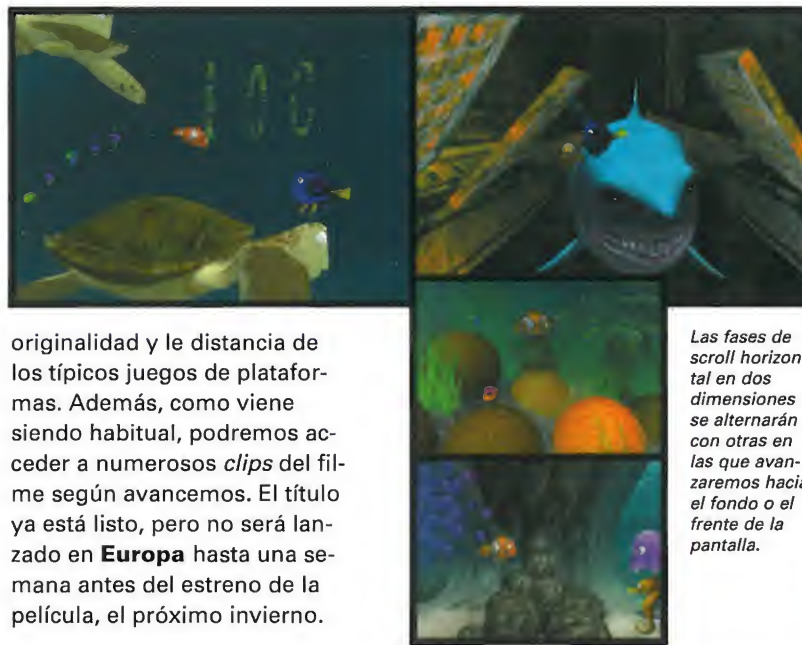 originalidad y le distancia de
los típicos juegos de platafor-
mas. Además, como viene
siendo habitual, podremos ac-
ceder a numerosos clips del fil-
me según avancemos. El título
ya está listo, pero no será lan-
zado en Europa hasta una se-
mana antes del estreno de la
película, el próximo invierno.
Las fases de
scroll horizon
tal en dos
dimensiones
se alternarán
con otras en
las que avan-
zaremos hacia
el fondo o el
frente de la
pantalla.